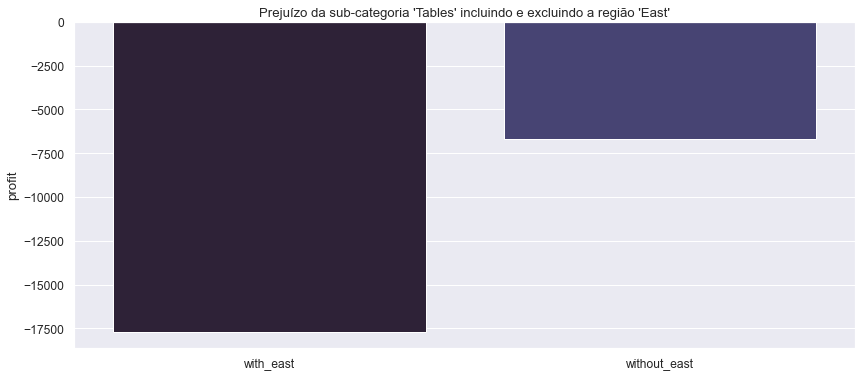 Prejuízo da sub-categoria 'Tables' incluindo e excluindo a região 'East'
0
−2500
−5000
−7500
−10000
−12500
−15000
−17500
profit
with_east
without_east